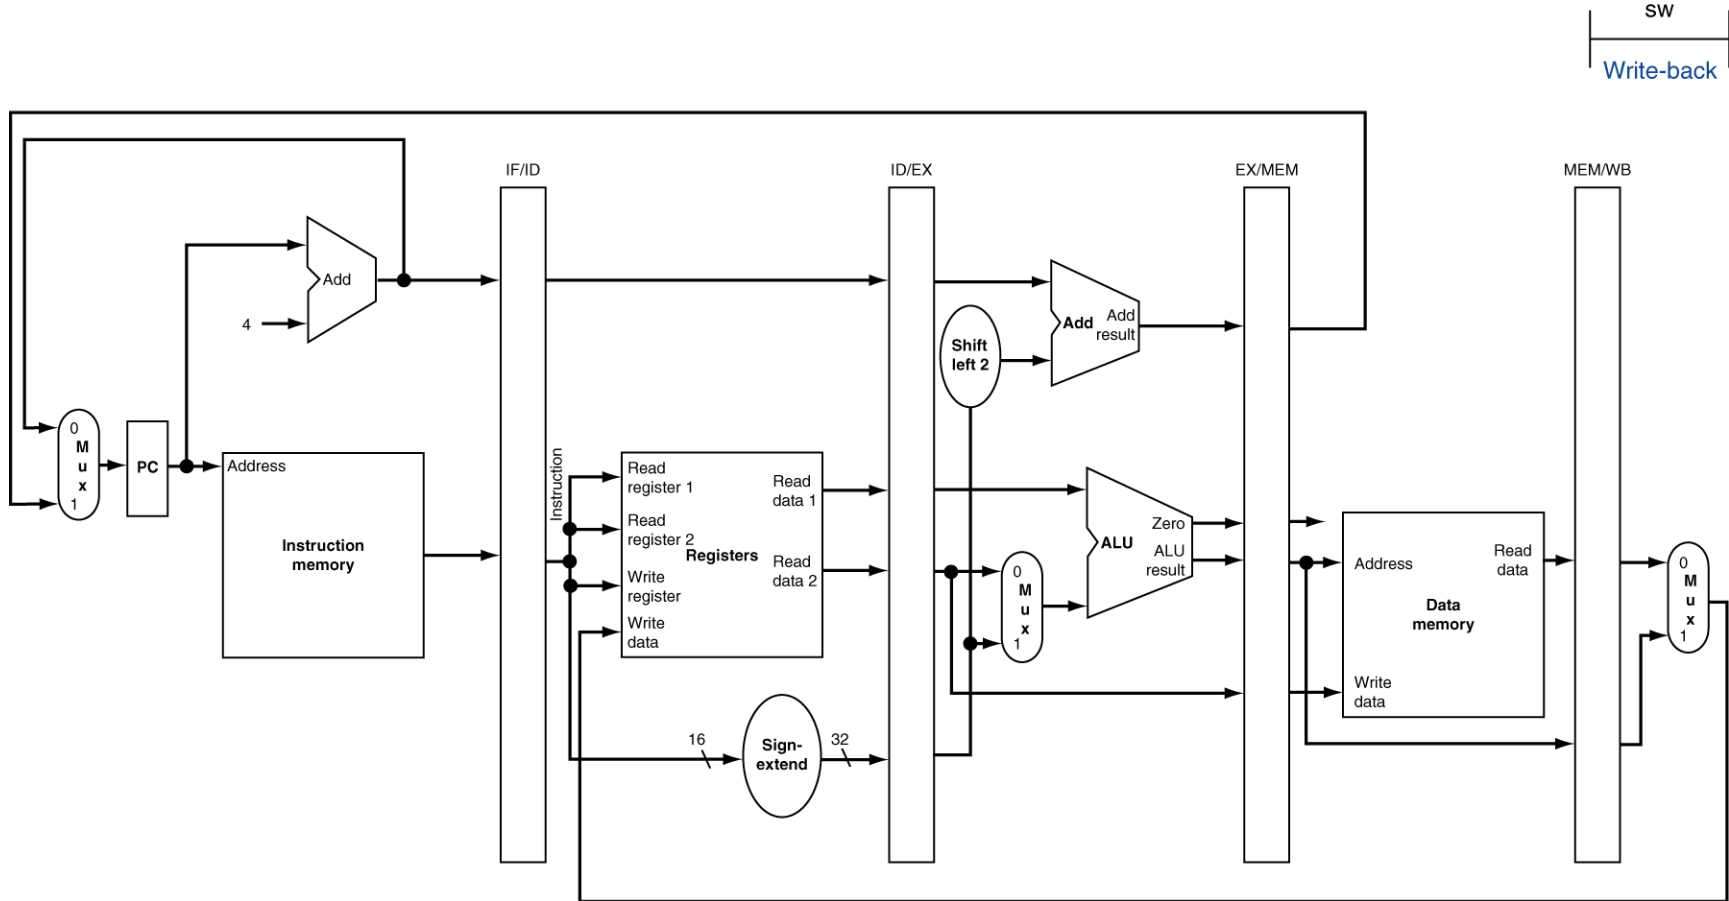 sw
Write-back
IF/ID
ID/EX
EX/MEM
MEM/WB
Add
4
Add
Add
result
Shift
left 2
0
M
u
x
1
PC
Address
Instruction
memory
Instruction
Read
register 1
Read
register 2
Write
register
Write
data
Registers
Read
data 1
Read
data 2
16
Sign-
extend
32
0
M
u
x
1
Zero
ALU
ALU
result
Address
Read
data
Data
memory
Write
data
0
M
u
x
1